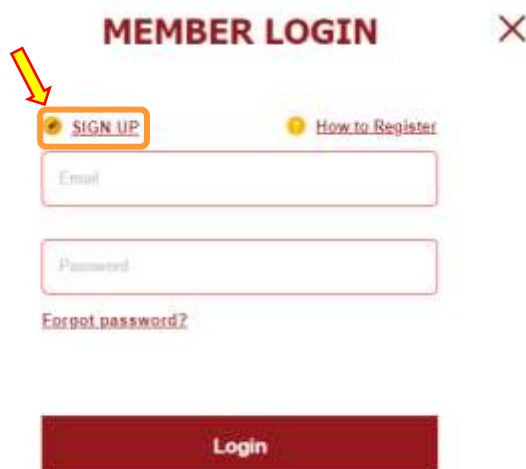 MEMBER LOGIN
SIGN UP
How to Register
Email
Password
Forgot password?
Login